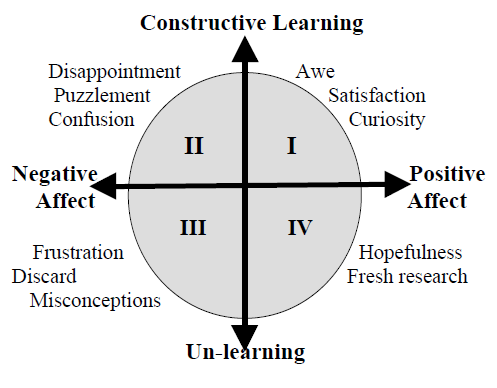 Constructive Learning
Disappointment
Puzzlement
Confusion
Awe
Satisfaction
Curiosity
II
I
Negative
Affect
Positive
Affect
III
IV
Frustration
Discard
Misconceptions
Hopefulness
Fresh research
Un-learning